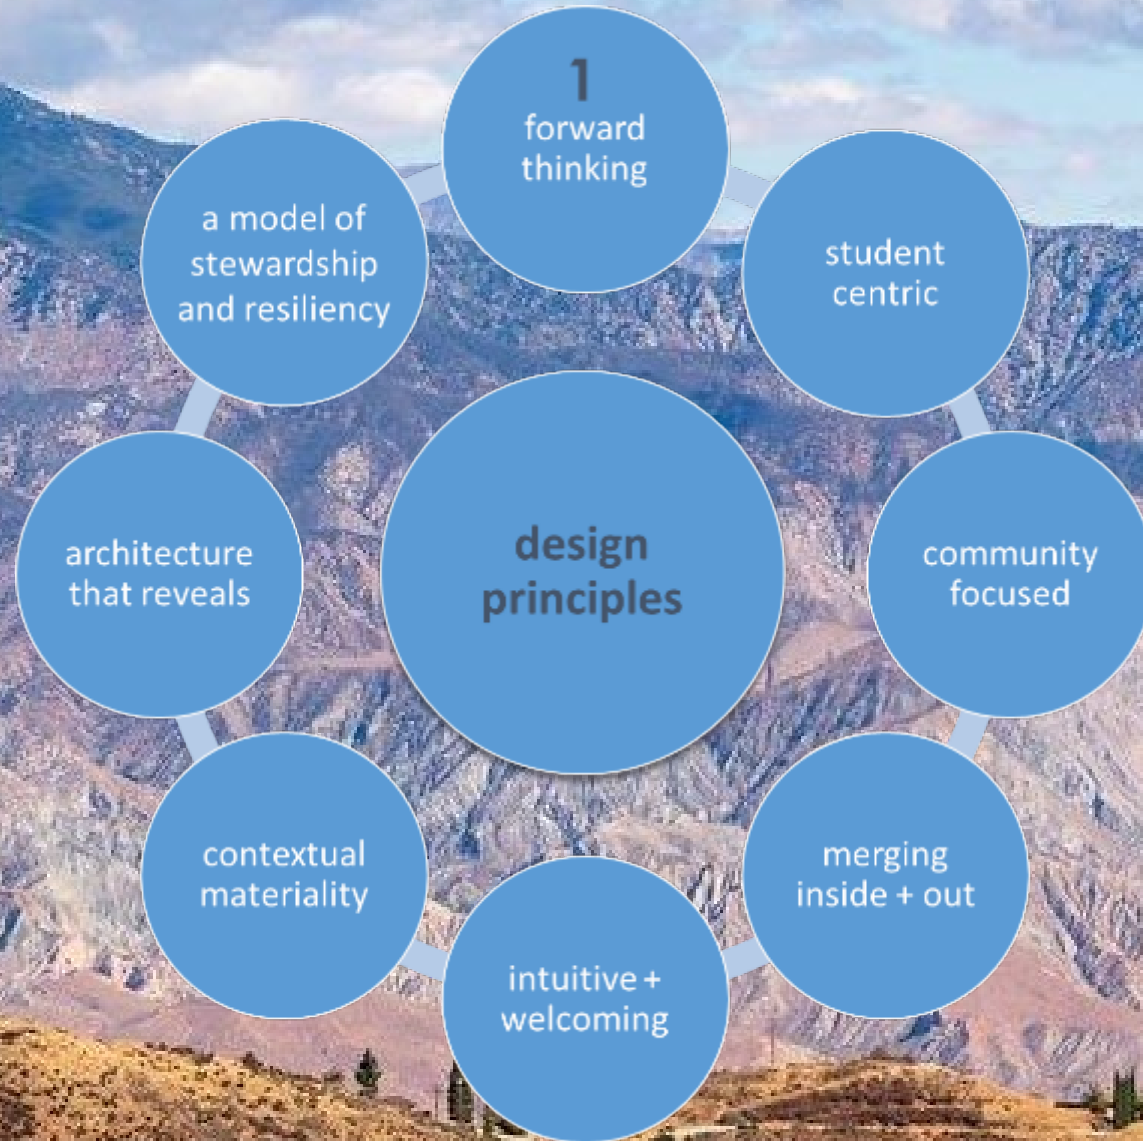 1
forward
thinking
student
centric
community
focused
merging
inside + out
intuitive +
welcoming
contextual
materiality
architecture
that reveals
a model of
stewardship
and resiliency
design
principles